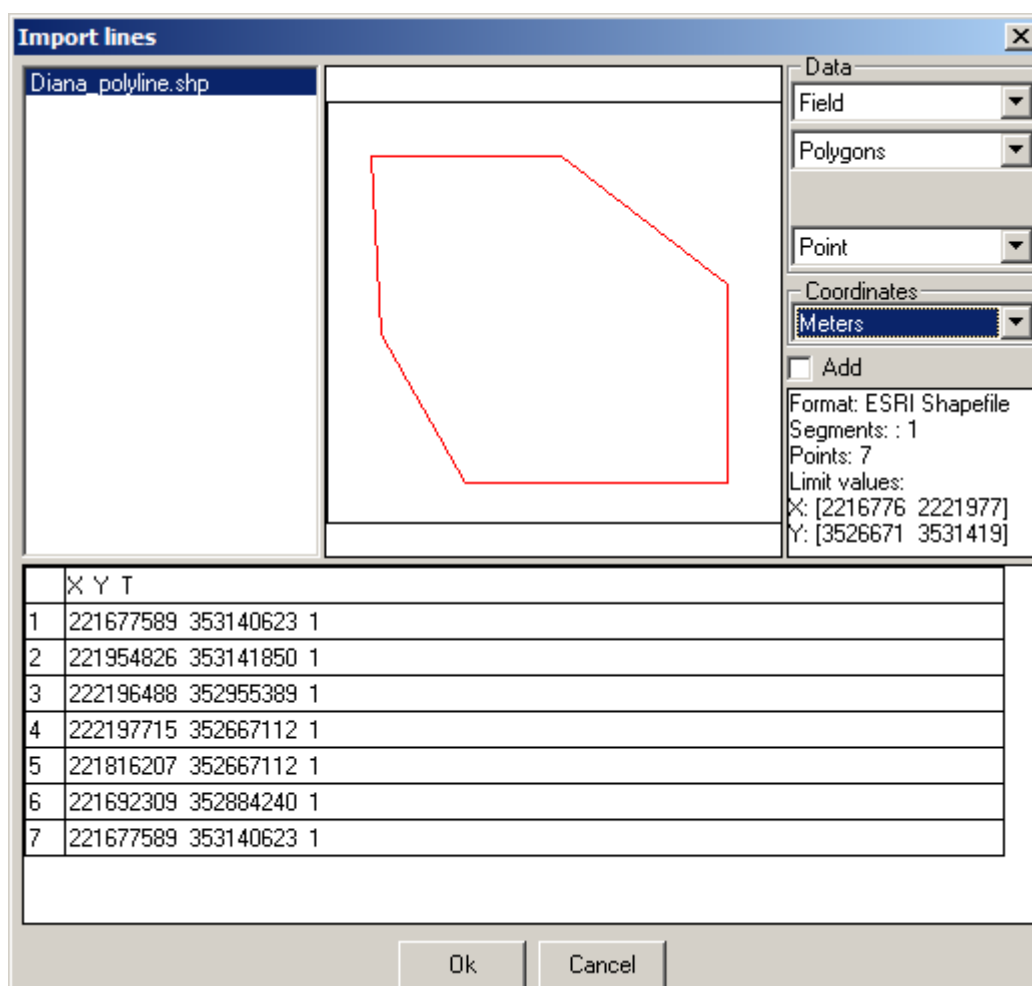 Import lines
Diana_polyline.shp
Data
Field
Polygons
Point
Coordinates
Meters
Add
Format: ESRI Shapefile
Segments: : 1
Points: 7
Limit values:
X: [2216776 2221977]
Y: [3526671 3531419]
X Y T
1 221677589 353140623 1
2 221954826 353141850 1
3 222196488 352955389 1
4 222197715 352667112 1
5 221816207 352667112 1
6 221692309 352884240 1
7 221677589 353140623 1
Ok Cancel